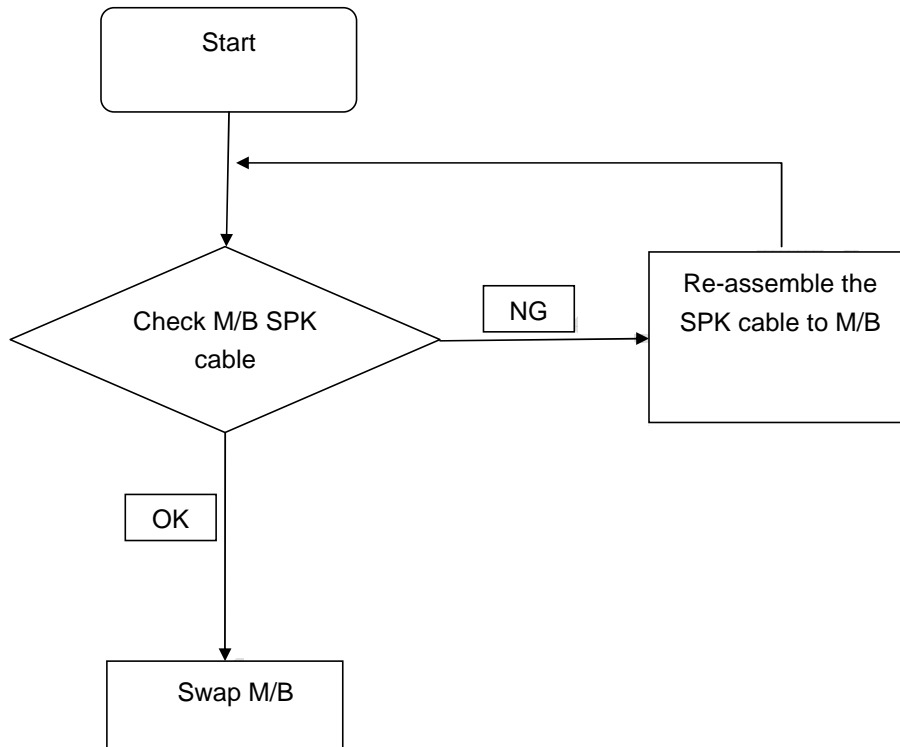 Start
Check M/B SPK
cable
NG
Re-assemble the
SPK cable to M/B
OK
Swap M/B